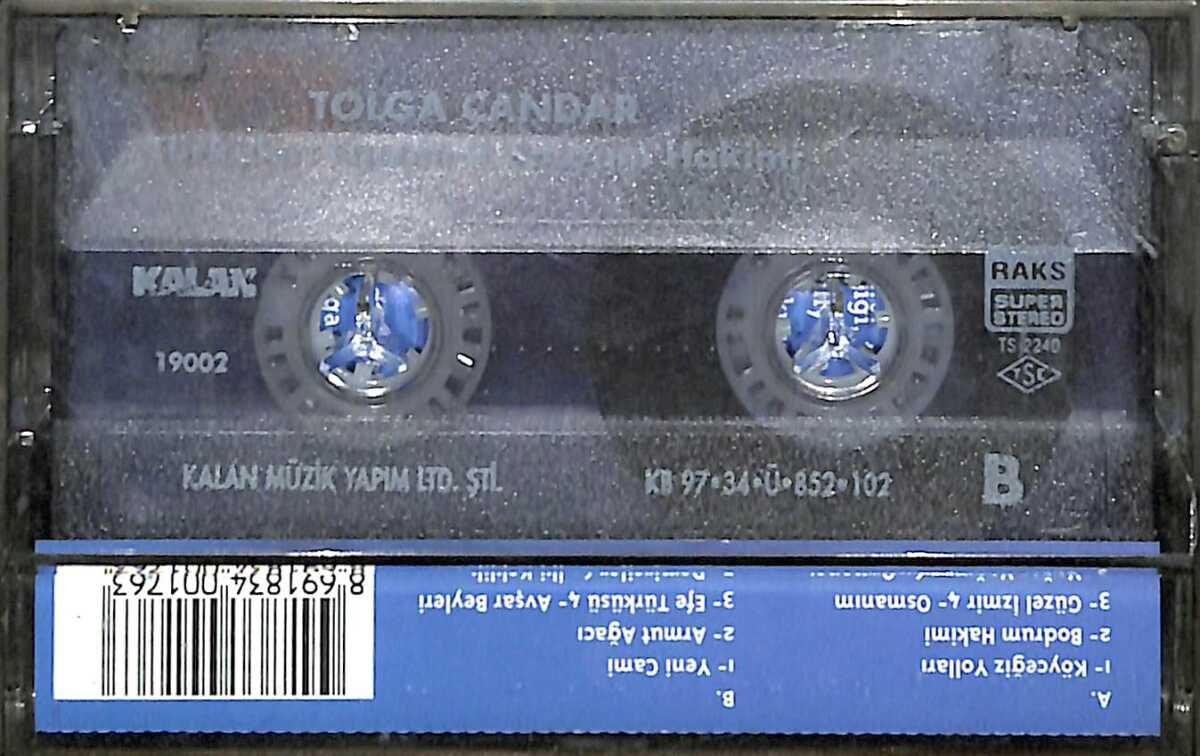 TOLGA ÇANDAR
Hakimi
KALAN
RAKS
SUPER
STEREO
19002
TS 2240
TSE
KALAN MÜZİK YAPIM LTD. ŞTİ.
KB 97•34•Ü•852•102
B
A.
1- Köyceğiz Yolları
2- Bodrum Hakimi
3- Güzel İzmir 4- Osmanım
B.
1- Yeni Cami
2- Armut Ağacı
3- Efe Türküsü 4- Avşar Beyleri
8 691834 001763